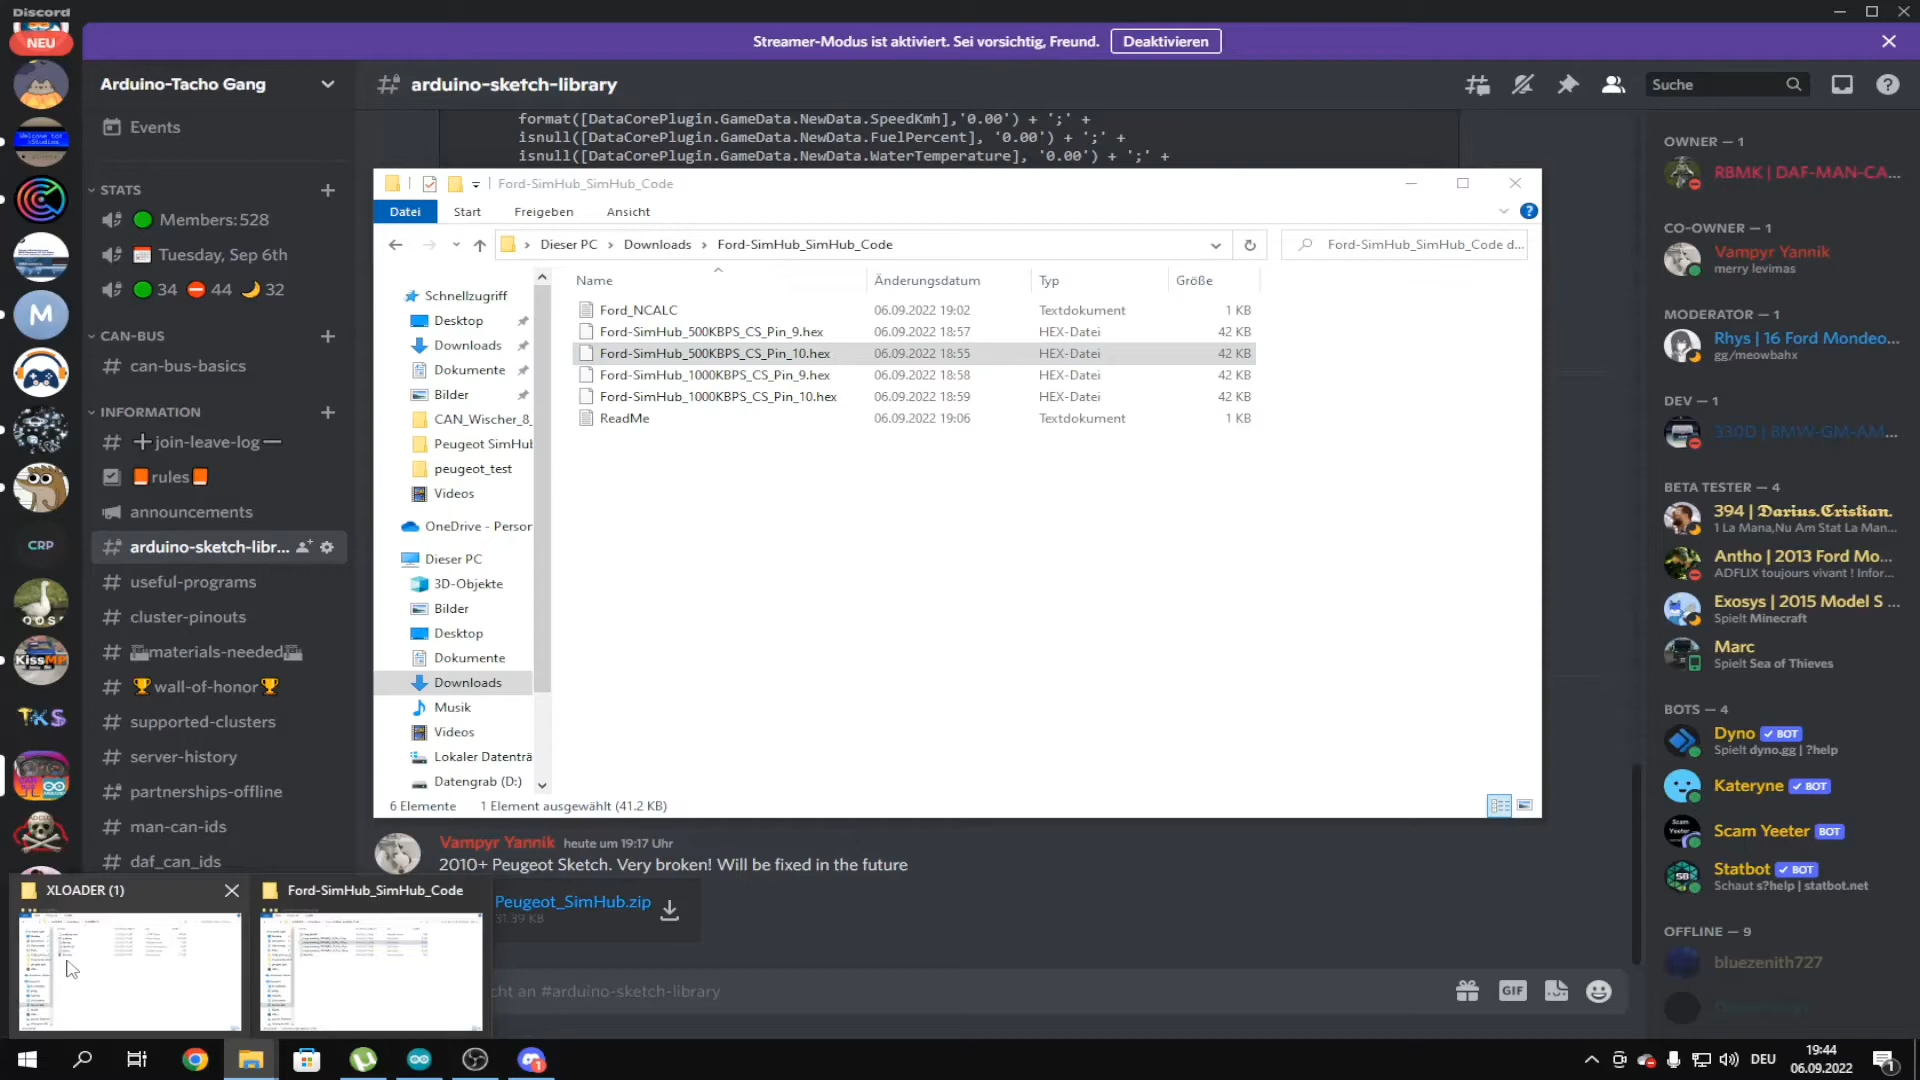 Discord
NEU
Streamer-Modus ist aktiviert. Sei vorsichtig, Freund.
Deaktivieren
Arduino-Tacho Gang
arduino-sketch-library
Suche
Events
format([DataCorePlugin.GameData.NewData.SpeedKmh],'0.00') + ';' +
isnull([DataCorePlugin.GameData.NewData.FuelPercent], '0.00') + ';' +
isnull([DataCorePlugin.GameData.NewData.WaterTemperature], '0.00') + ';' +
STATS
Members:528
Tuesday, Sep 6th
34 44 32
CAN-BUS
# can-bus-basics
INFORMATION
# join-leave-log
rules
announcements
arduino-sketch-libr...
# useful-programs
# cluster-pinouts
# materials-needed
# wall-of-honor
# supported-clusters
# server-history
partnerships-offline
# man-can-ids
# daf_can_ids
M
CRP
KissMP
TKS
Ford-SimHub_SimHub_Code
Datei
Start
Freigeben
Ansicht
Dieser PC
Downloads
Ford-SimHub_SimHub_Code
Ford-SimHub_SimHub_Code d...
Schnellzugriff
Desktop
Downloads
Dokumente
Bilder
CAN_Wischer_8_
Peugeot SimHub
peugeot_test
Videos
OneDrive - Person
Dieser PC
3D-Objekte
Bilder
Desktop
Dokumente
Downloads
Musik
Videos
Lokaler Datenträ
Datengrab (D:)
Name Änderungsdatum Typ Größe
Ford_NCALC 06.09.2022 19:02 Textdokument 1 KB
Ford-SimHub_500KBPS_CS_Pin_9.hex 06.09.2022 18:57 HEX-Datei 42 KB
Ford-SimHub_500KBPS_CS_Pin_10.hex 06.09.2022 18:55 HEX-Datei 42 KB
Ford-SimHub_1000KBPS_CS_Pin_9.hex 06.09.2022 18:58 HEX-Datei 42 KB
Ford-SimHub_1000KBPS_CS_Pin_10.hex 06.09.2022 18:59 HEX-Datei 42 KB
ReadMe 06.09.2022 19:06 Textdokument 1 KB
6 Elemente 1 Element ausgewählt (41.2 KB)
Vampyr Yannik heute um 19:17 Uhr
2010+ Peugeot Sketch. Very broken! Will be fixed in the future
Peugeot_SimHub.zip
31.39 KB
cht an #arduino-sketch-library
GIF
XLOADER (1)
Ford-SimHub_SimHub_Code
OWNER — 1
RBMK | DAF-MAN-CA...
CO-OWNER — 1
Vampyr Yannik
merry levimas
MODERATOR — 1
Rhys | 16 Ford Mondeo...
gg/meowbahx
DEV — 1
330D | BMW-GM-AM...
BETA TESTER — 4
394 | 𝕯𝖆𝖗𝖎𝖚𝖘.𝕮𝖗𝖎𝖘𝖙𝖎𝖆𝖓.
1 La Mana,Nu Am Stat La Man...
Antho | 2013 Ford Mo...
ADFLIX toujours vivant ! Infor...
Exosys | 2015 Model S ...
Spielt Minecraft
Marc
Spielt Sea of Thieves
BOTS — 4
Dyno BOT
Spielt dyno.gg | ?help
Kateryne BOT
Scam Yeeter BOT
Statbot BOT
Schaut s?help | statbot.net
OFFLINE — 9
bluezenith727
DEU
19:44
06.09.2022